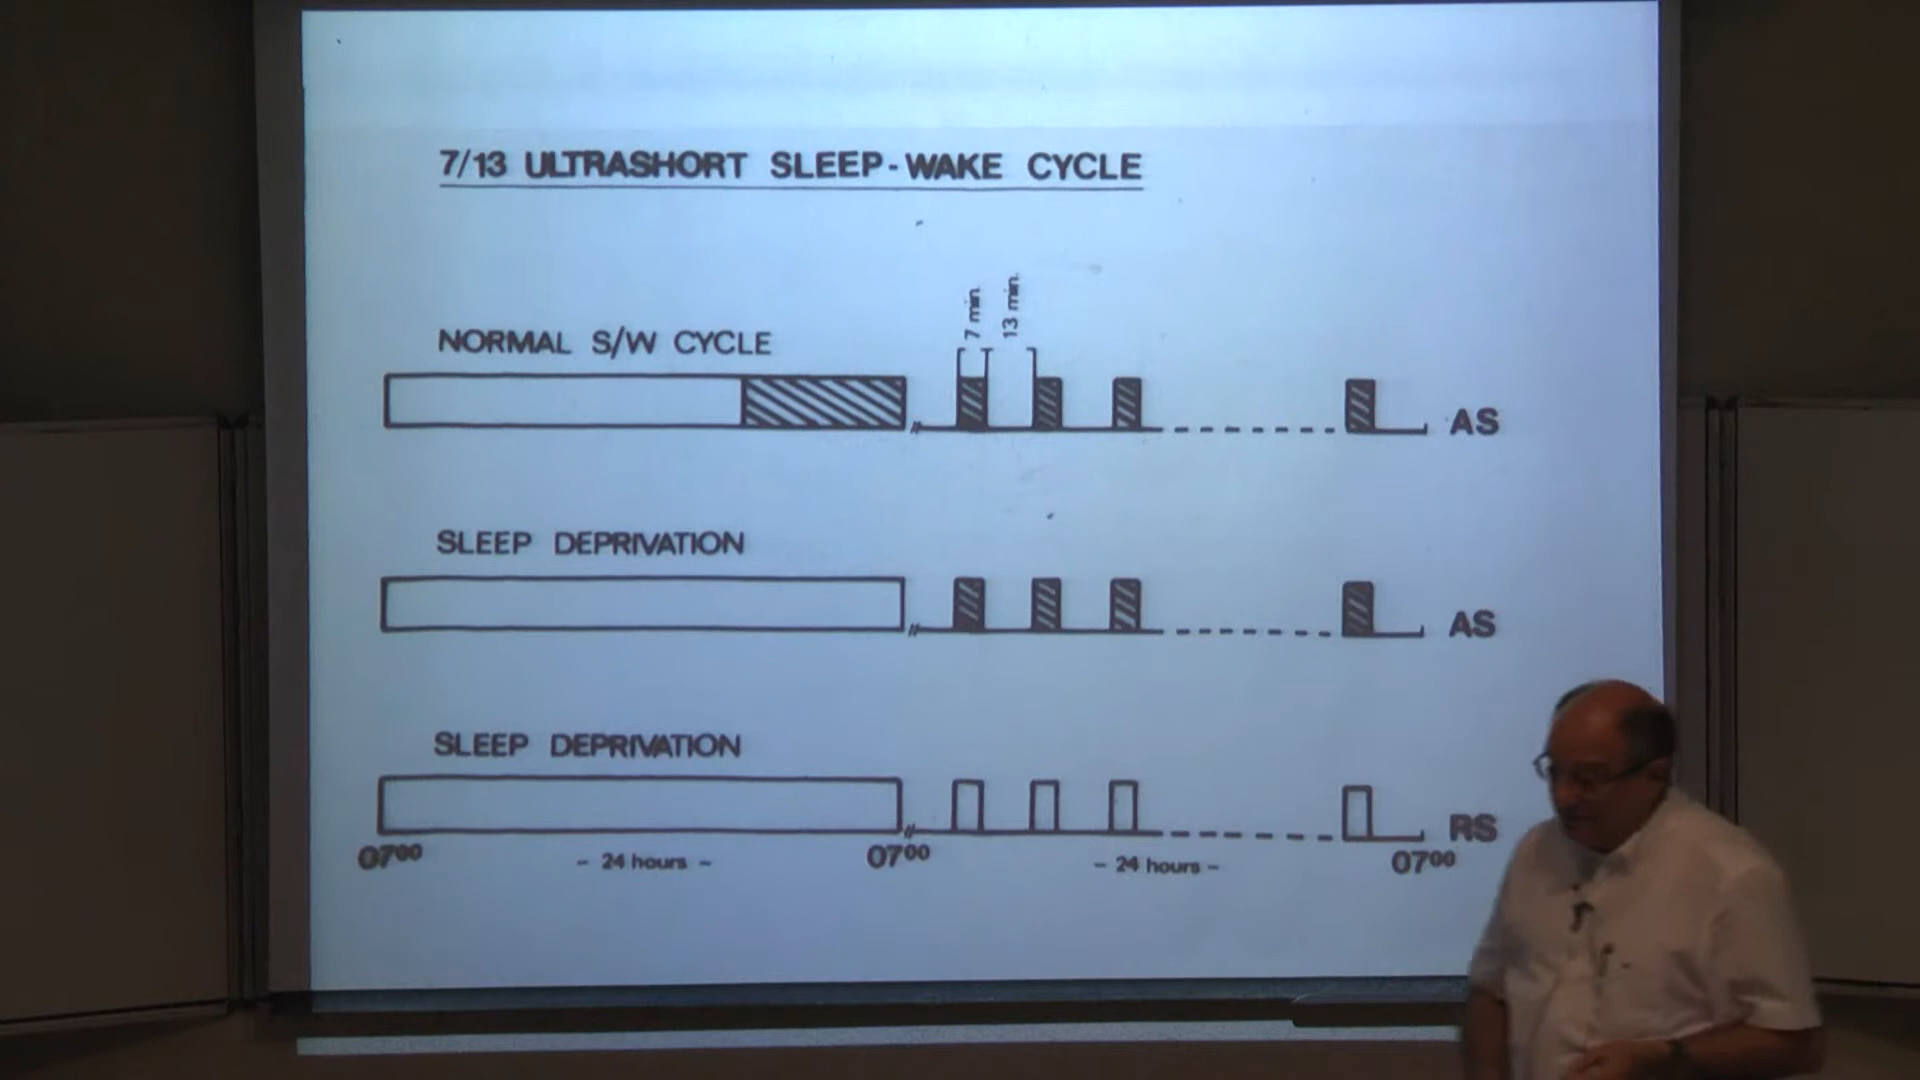 7/13 ULTRASHORT SLEEP-WAKE CYCLE
7 min.
13 min.
NORMAL S/W CYCLE
AS
SLEEP DEPRIVATION
AS
SLEEP DEPRIVATION
RS
07⁰⁰ - 24 hours - 07⁰⁰ - 24 hours - 07⁰⁰